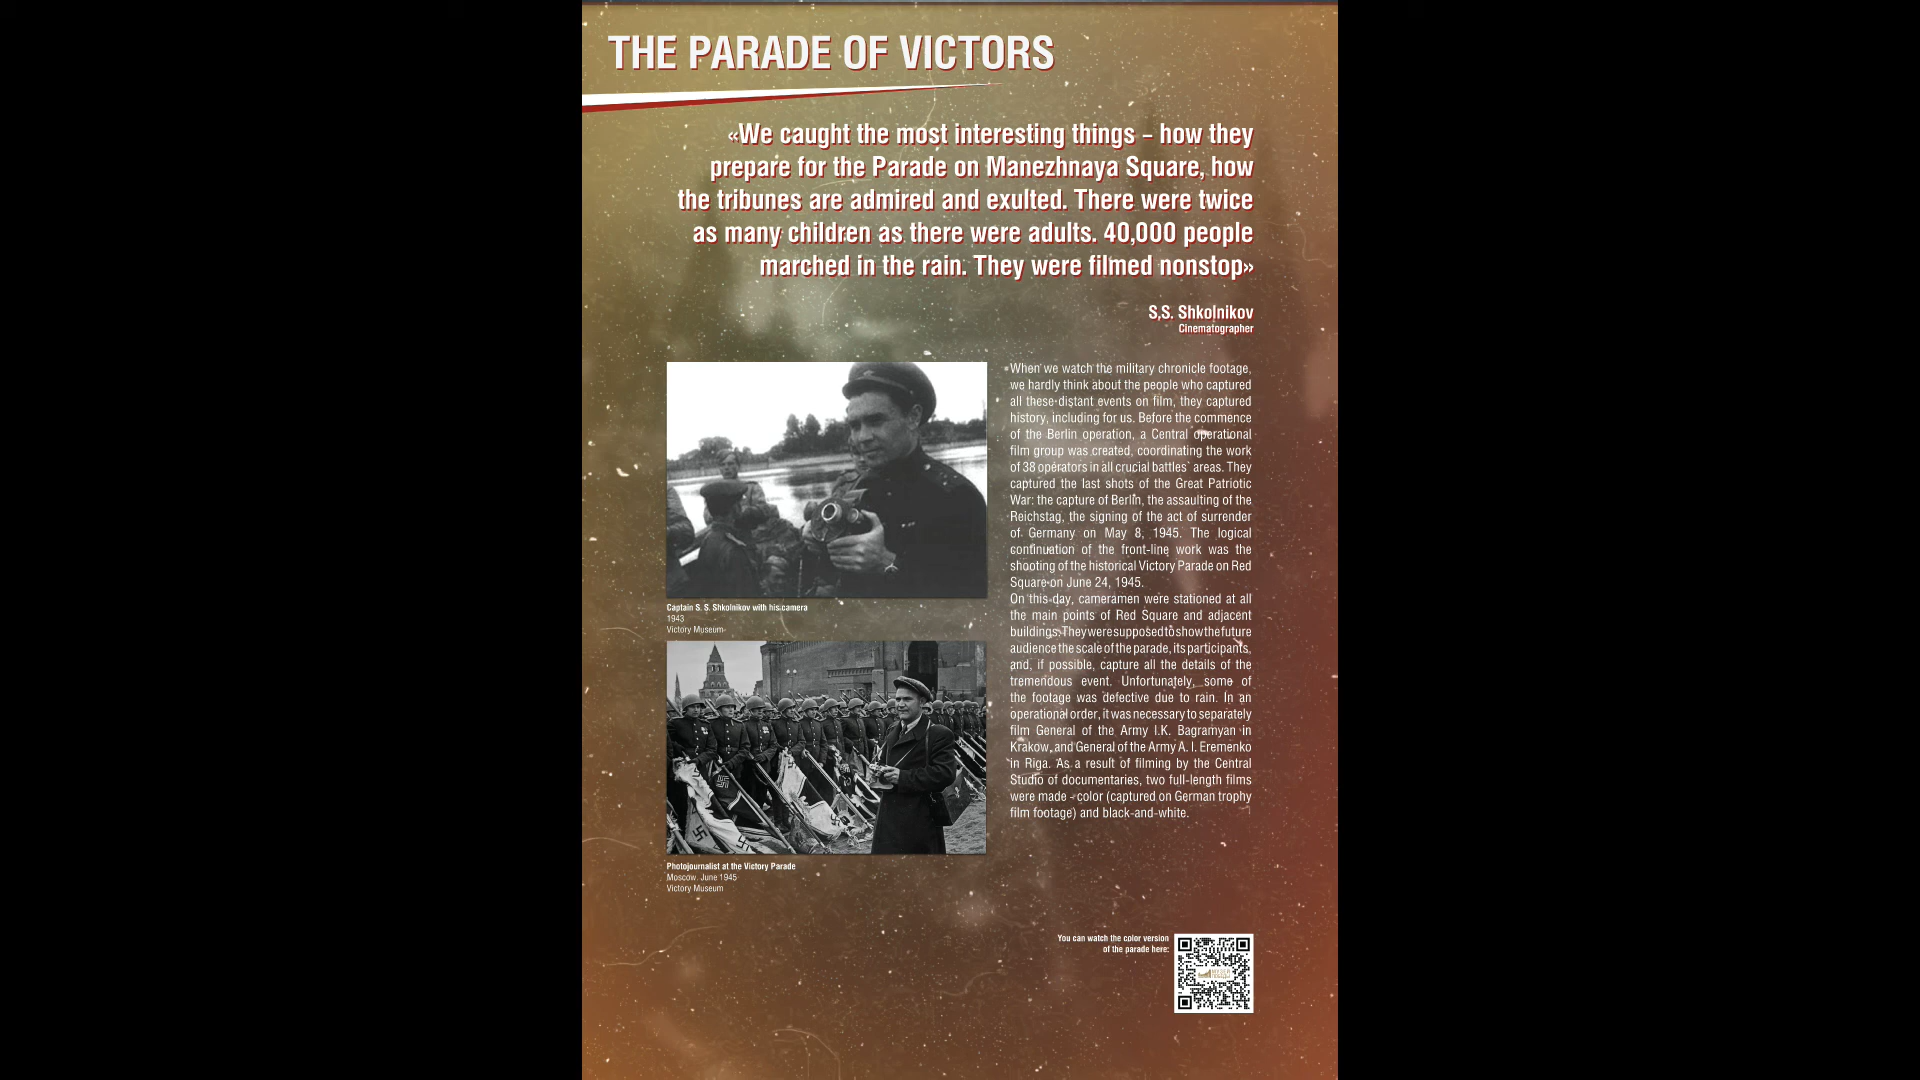 THE PARADE OF VICTORS
«We caught the most interesting things – how they
prepare for the Parade on Manezhnaya Square, how
the tribunes are admired and exulted. There were twice
as many children as there were adults. 40,000 people
marched in the rain. They were filmed nonstop»
S.S. Shkolnikov
Cinematographer
Captain S. S. Shkolnikov with his camera
1943
Victory Museum
Photojournalist at the Victory Parade
Moscow. June 1945
Victory Museum
When we watch the military chronicle footage,
we hardly think about the people who captured
all these distant events on film, they captured
history, including for us. Before the commence
of the Berlin operation, a Central operational
film group was created, coordinating the work
of 38 operators in all crucial battles` areas. They
captured the last shots of the Great Patriotic
War: the capture of Berlin, the assaulting of the
Reichstag, the signing of the act of surrender
of Germany on May 8, 1945. The logical
continuation of the front-line work was the
shooting of the historical Victory Parade on Red
Square on June 24, 1945.
On this day, cameramen were stationed at all
the main points of Red Square and adjacent
buildings. They were supposed to show the future
audience the scale of the parade, its participants,
and, if possible, capture all the details of the
tremendous event. Unfortunately, some of
the footage was defective due to rain. In an
operational order, it was necessary to separately
film General of the Army I.K. Bagramyan in
Krakow, and General of the Army A. I. Eremenko
in Riga. As a result of filming by the Central
Studio of documentaries, two full-length films
were made - color (captured on German trophy
film footage) and black-and-white.
You can watch the color version
of the parade here:
МУЗЕЙ
ПОБЕДЫ